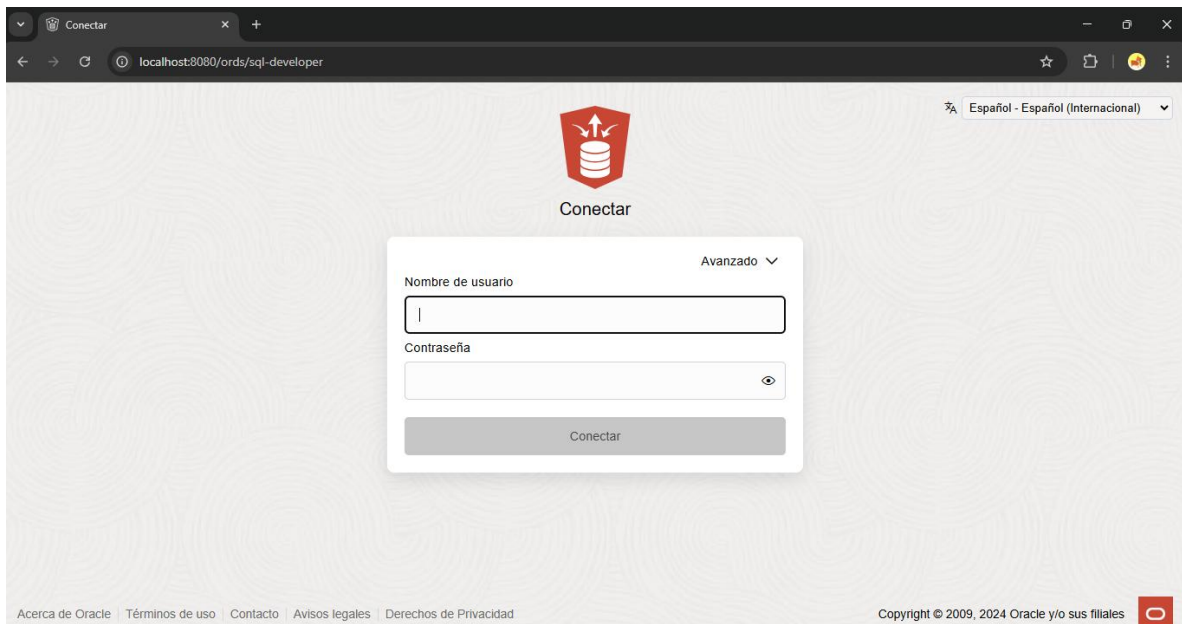 Conectar
localhost:8080/ords/sql-developer
Español - Español (Internacional)
Conectar
Avanzado
Nombre de usuario
Contraseña
Conectar
Acerca de Oracle Términos de uso Contacto Avisos legales Derechos de Privacidad
Copyright © 2009, 2024 Oracle y/o sus filiales